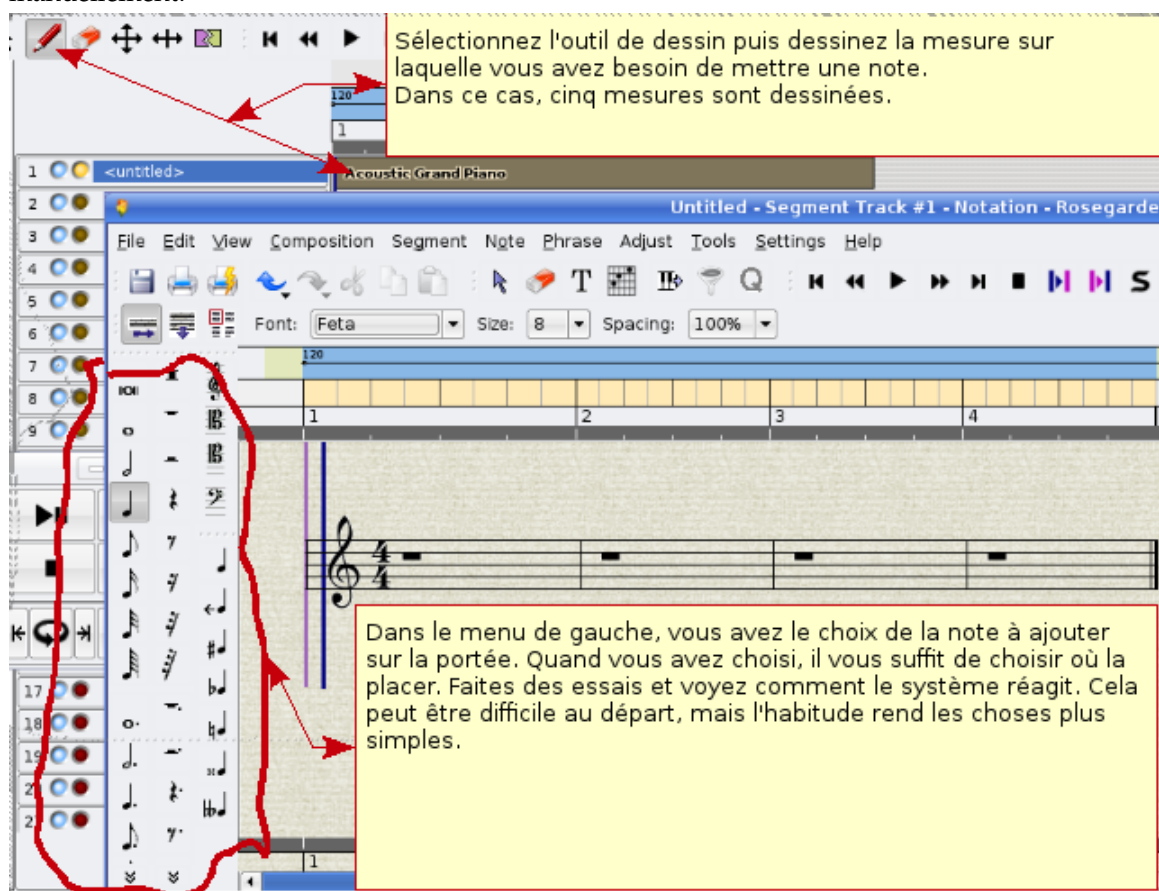 manuellement.
Sélectionnez l'outil de dessin puis dessinez la mesure sur
laquelle vous avez besoin de mettre une note.
Dans ce cas, cinq mesures sont dessinées.
120
1
1 <untitled> Acoustic Grand Piano
2
Untitled - Segment Track #1 - Notation - Rosegarde
3
File Edit View Composition Segment Note Phrase Adjust Tools Settings Help
4
T Q S
5
6
Font: Feta Size: 8 Spacing: 100%
7
120
8
1 2 3 4
9
4
4
Dans le menu de gauche, vous avez le choix de la note à ajouter
sur la portée. Quand vous avez choisi, il vous suffit de choisir où la
placer. Faites des essais et voyez comment le système réagit. Cela
peut être difficile au départ, mais l'habitude rend les choses plus
simples.
17
18
19
2
2
1